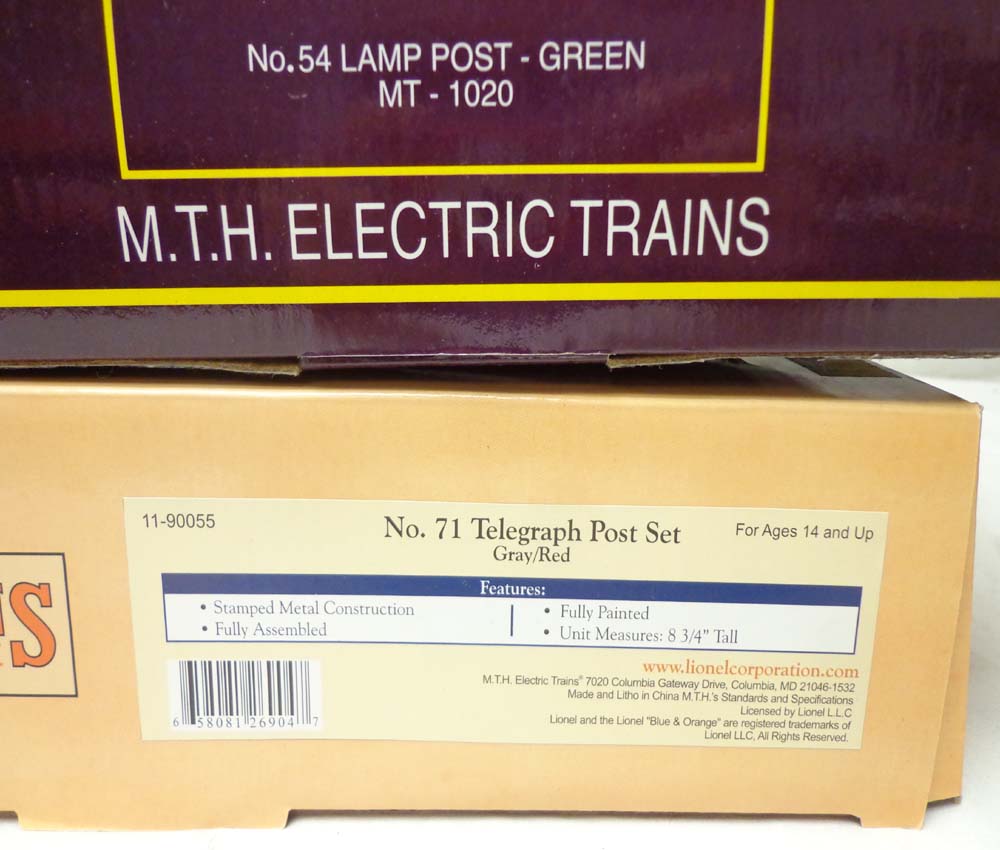 No. 54 LAMP POST - GREEN
MT - 1020
M.T.H. ELECTRIC TRAINS
11-90055
No. 71 Telegraph Post Set
For Ages 14 and Up
Gray/Red
Features:
• Stamped Metal Construction
• Fully Assembled
• Fully Painted
• Unit Measures: 8 3/4" Tall
S
www.lionelcorporation.com
M.T.H. Electric Trains® 7020 Columbia Gateway Drive, Columbia, MD 21046-1532
Made and Litho in China M.T.H.'s Standards and Specifications
Licensed by Lionel L.L.C
Lionel and the Lionel "Blue & Orange" are registered trademarks of
Lionel LLC, All Rights Reserved.
6 58081 26904 7